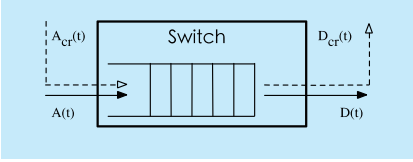 A_cr(t)
Switch
D_cr(t)
A(t)
D(t)